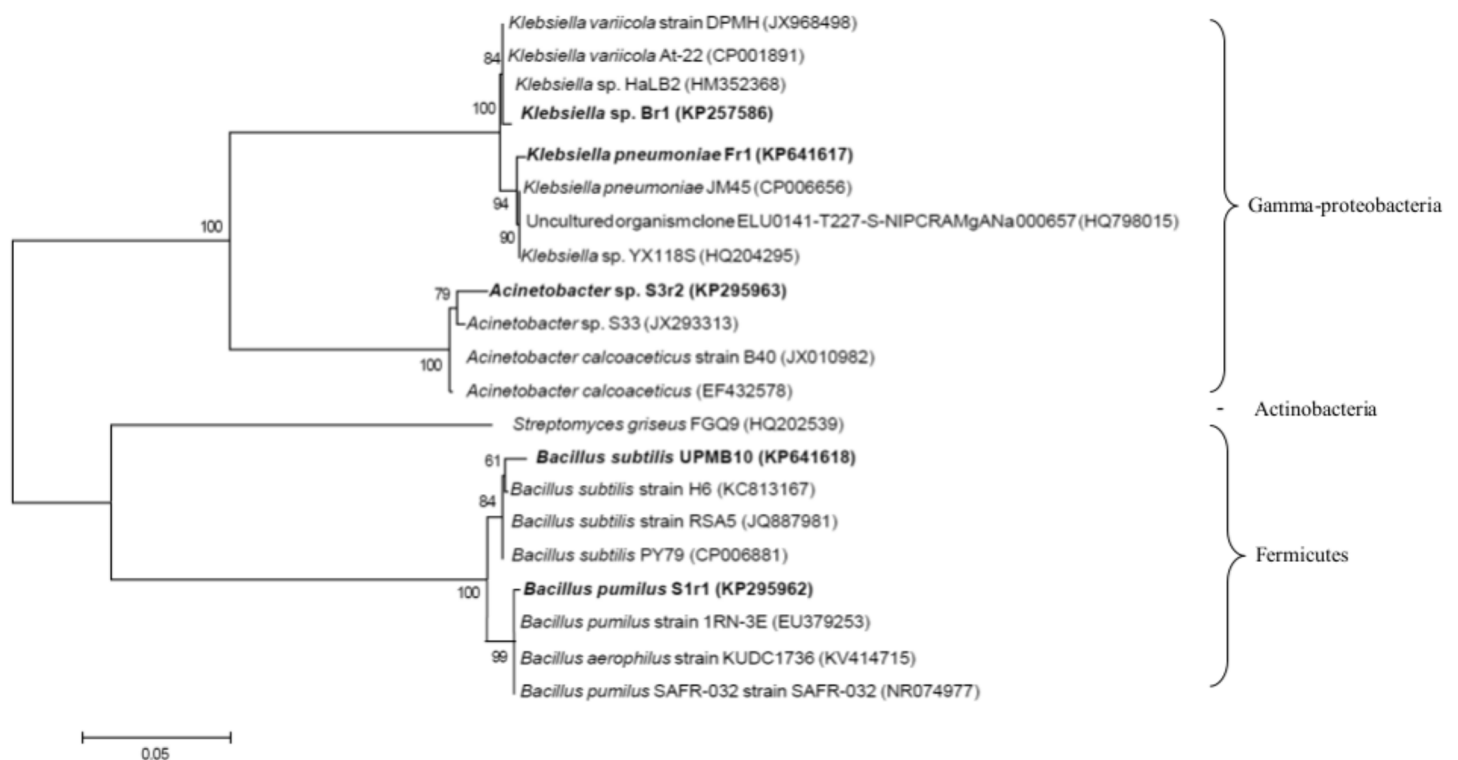 Klebsiella variicola strain DPMH (JX968498)
84
Klebsiella variicola At-22 (CP001891)
Klebsiella sp. HaLB2 (HM352368)
100
Klebsiella sp. Br1 (KP257586)
Klebsiella pneumoniae Fr1 (KP641617)
Klebsiella pneumoniae JM45 (CP006656)
94
Gamma-proteobacteria
Uncultured organism clone ELU0141-T227-S-NIPCRAMgANa000657 (HQ798015)
100
90
Klebsiella sp. YX118S (HQ204295)
79
Acinetobacter sp. S3r2 (KP295963)
Acinetobacter sp. S33 (JX293313)
Acinetobacter calcoaceticus strain B40 (JX010982)
100
Acinetobacter calcoaceticus (EF432578)
- Actinobacteria
Streptomyces griseus FGQ9 (HQ202539)
61
Bacillus subtilis UPMB10 (KP641618)
Bacillus subtilis strain H6 (KC813167)
84
Bacillus subtilis strain RSA5 (JQ887981)
Bacillus subtilis PY79 (CP006881)
Fermicutes
100
Bacillus pumilus S1r1 (KP295962)
Bacillus pumilus strain 1RN-3E (EU379253)
99
Bacillus aerophilus strain KUDC1736 (KV414715)
Bacillus pumilus SAFR-032 strain SAFR-032 (NR074977)
0.05